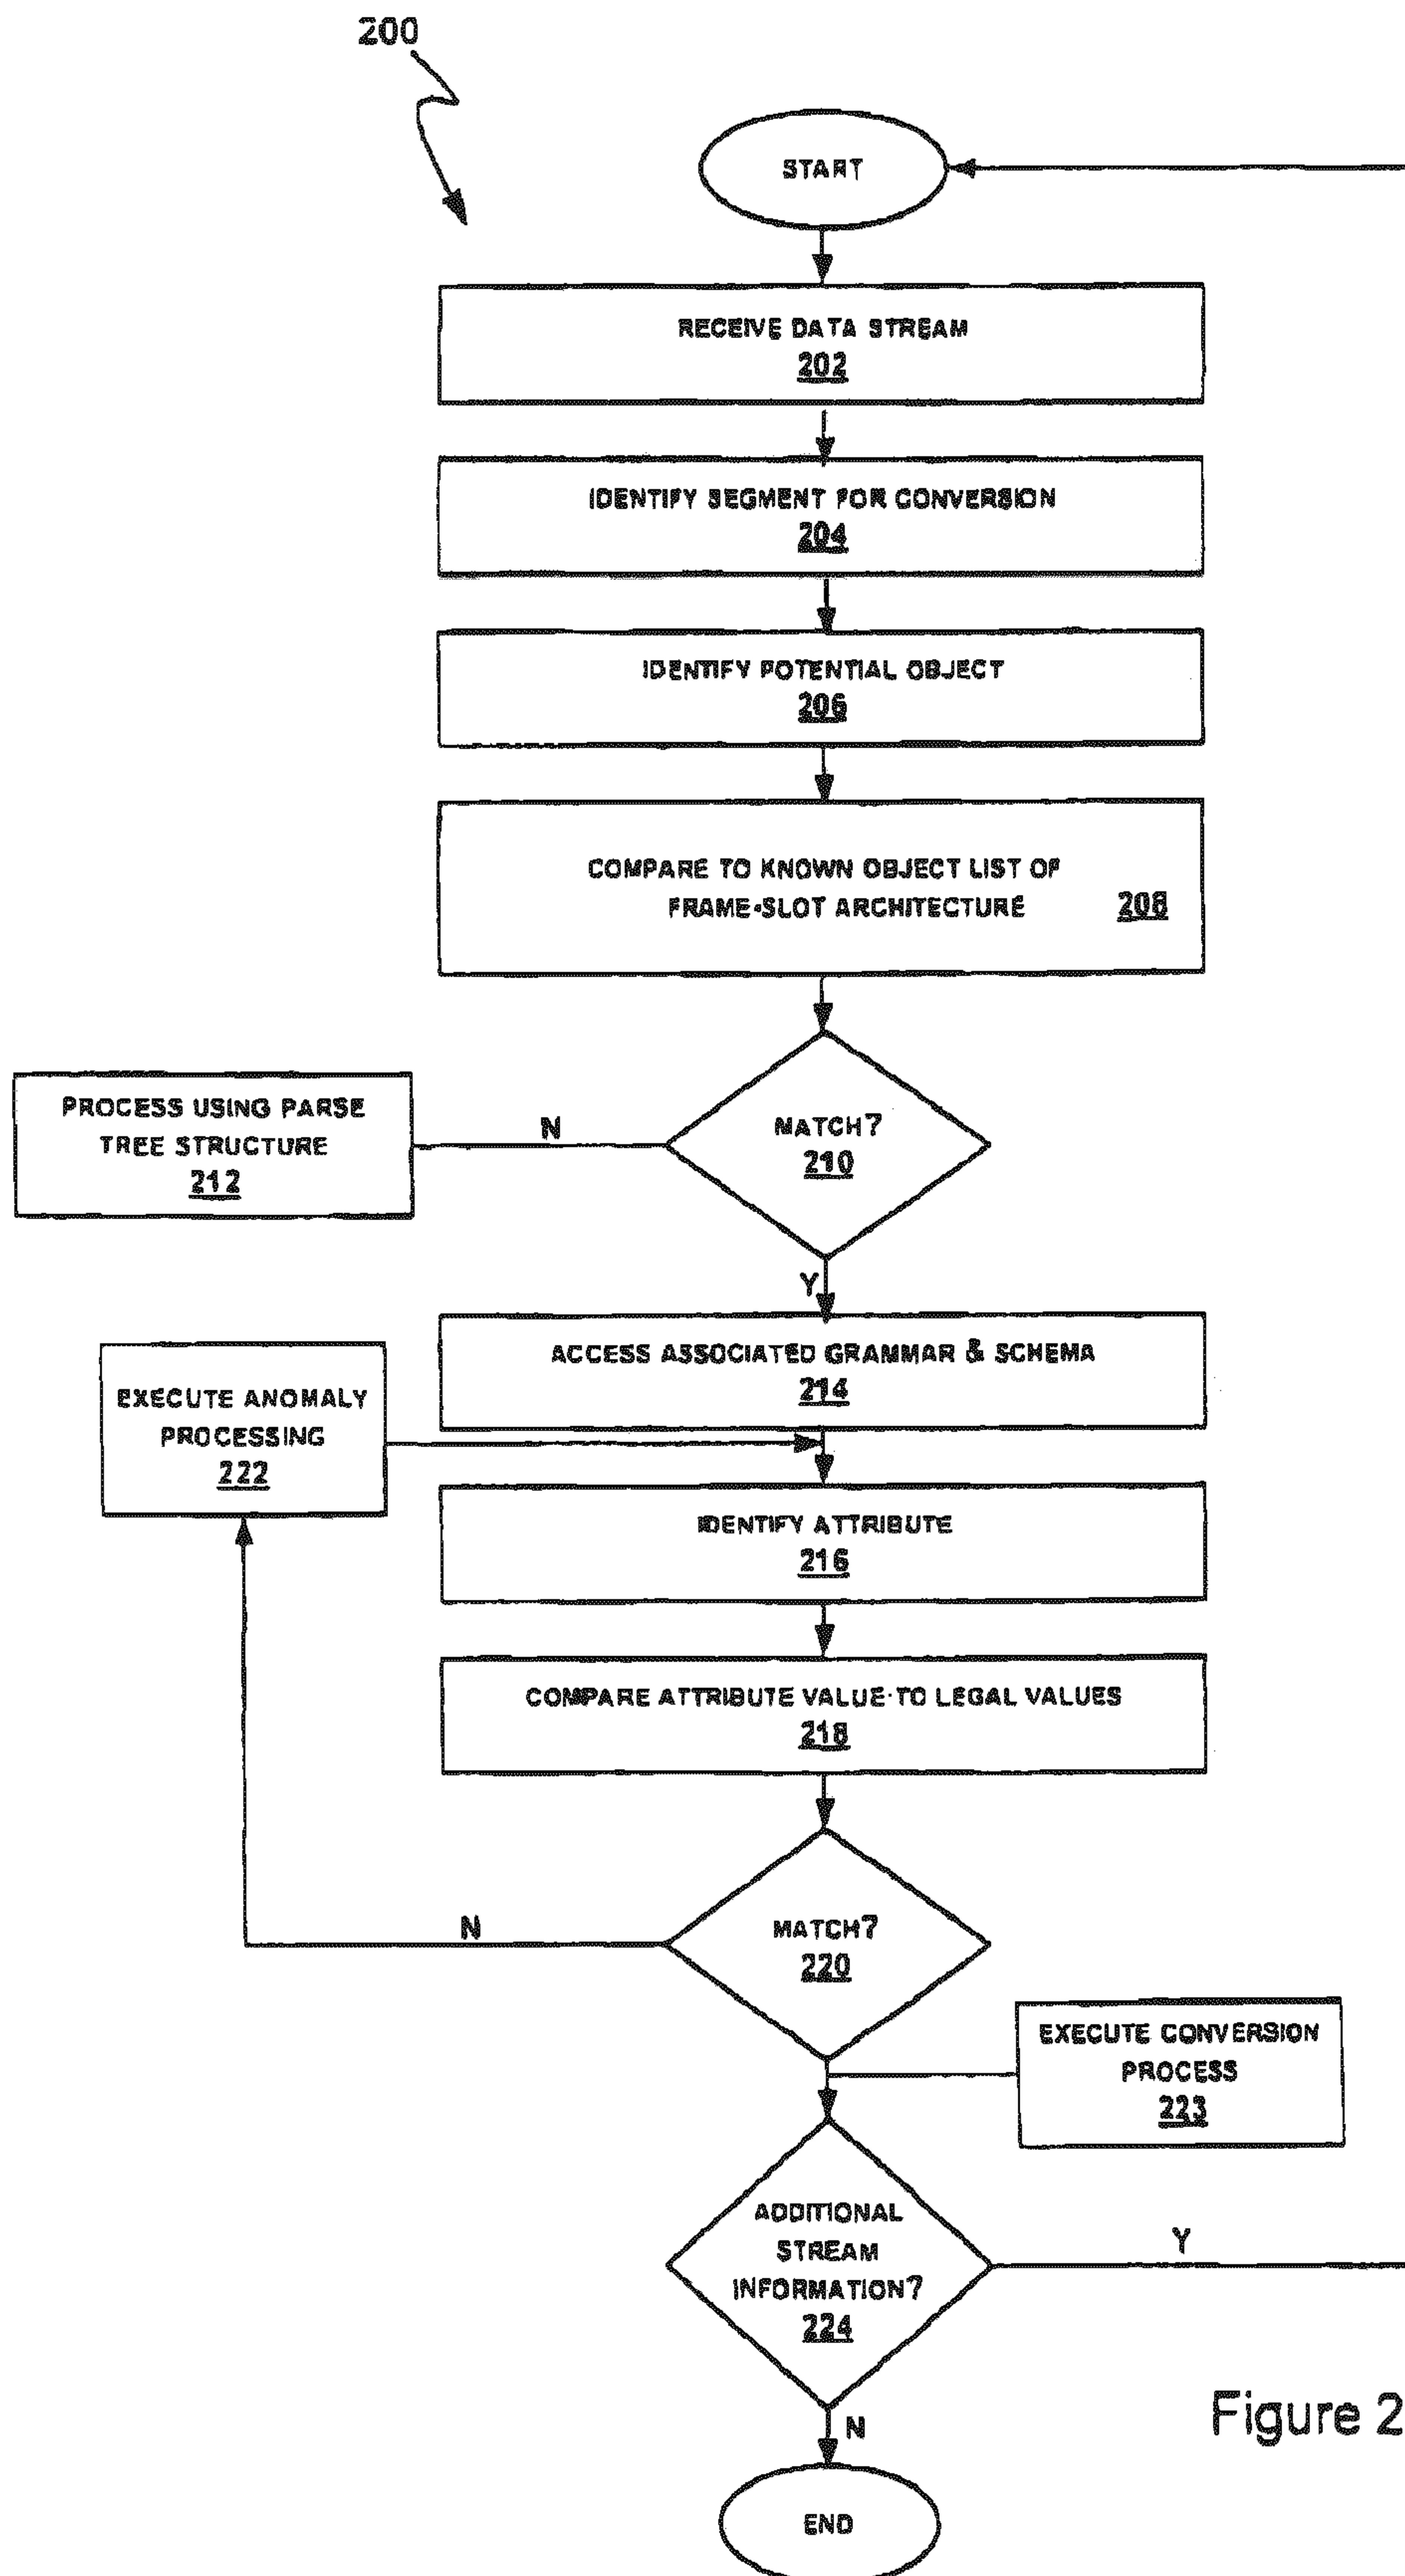 200
START
RECEIVE DATA STREAM
202
IDENTIFY SEGMENT FOR CONVERSION
204
IDENTIFY POTENTIAL OBJECT
206
COMPARE TO KNOWN OBJECT LIST OF
FRAME-SLOT ARCHITECTURE
208
PROCESS USING PARSE
TREE STRUCTURE
212
N
MATCH?
210
Y
ACCESS ASSOCIATED GRAMMAR & SCHEMA
214
EXECUTE ANOMALY
PROCESSING
222
IDENTIFY ATTRIBUTE
216
COMPARE ATTRIBUTE VALUE TO LEGAL VALUES
218
N
MATCH?
220
EXECUTE CONVERSION
PROCESS
223
ADDITIONAL
STREAM
INFORMATION?
224
Y
N
END
Figure 2